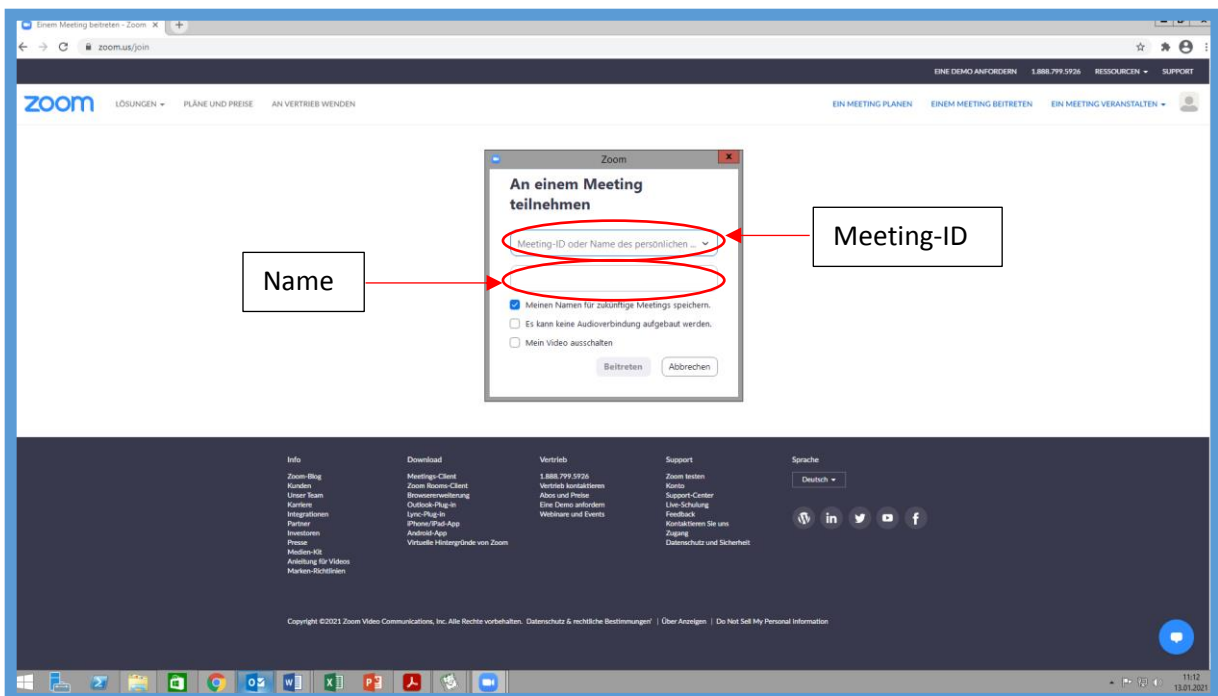 Einem Meeting beitreten - Zoom
zoom.us/join
EINE DEMO ANFORDERN 1.888.799.5926 RESSOURCEN SUPPORT
zoom LÖSUNGEN PLÄNE UND PREISE AN VERTRIEB WENDEN EIN MEETING PLANEN EINEM MEETING BEITRETEN EIN MEETING VERANSTALTEN
Zoom
An einem Meeting
teilnehmen
Meeting-ID oder Name des persönlichen ...
Meeting-ID
Name
Meinen Namen für zukünftige Meetings speichern.
Es kann keine Audioverbindung aufgebaut werden.
Mein Video ausschalten
Beitreten Abbrechen
Info
Zoom-Blog
Kunden
Unser Team
Karriere
Integrationen
Partner
Investoren
Presse
Medien-Kit
Anleitung für Videos
Marken-Richtlinien
Download
Meetings-Client
Zoom Rooms-Client
Browsererweiterung
Outlook-Plug-in
Lync-Plug-in
iPhone/iPad-App
Android-App
Virtuelle Hintergründe von Zoom
Vertrieb
1.888.799.5926
Vertrieb kontaktieren
Abos und Preise
Eine Demo anfordern
Webinare und Events
Support
Zoom testen
Konto
Support-Center
Live-Schulung
Feedback
Kontaktieren Sie uns
Zugang
Datenschutz und Sicherheit
Sprache
Deutsch
Copyright ©2021 Zoom Video Communications, Inc. Alle Rechte vorbehalten. Datenschutz & rechtliche Bestimmungen | Über Anzeigen | Do Not Sell My Personal Information
11:12
13.01.2021